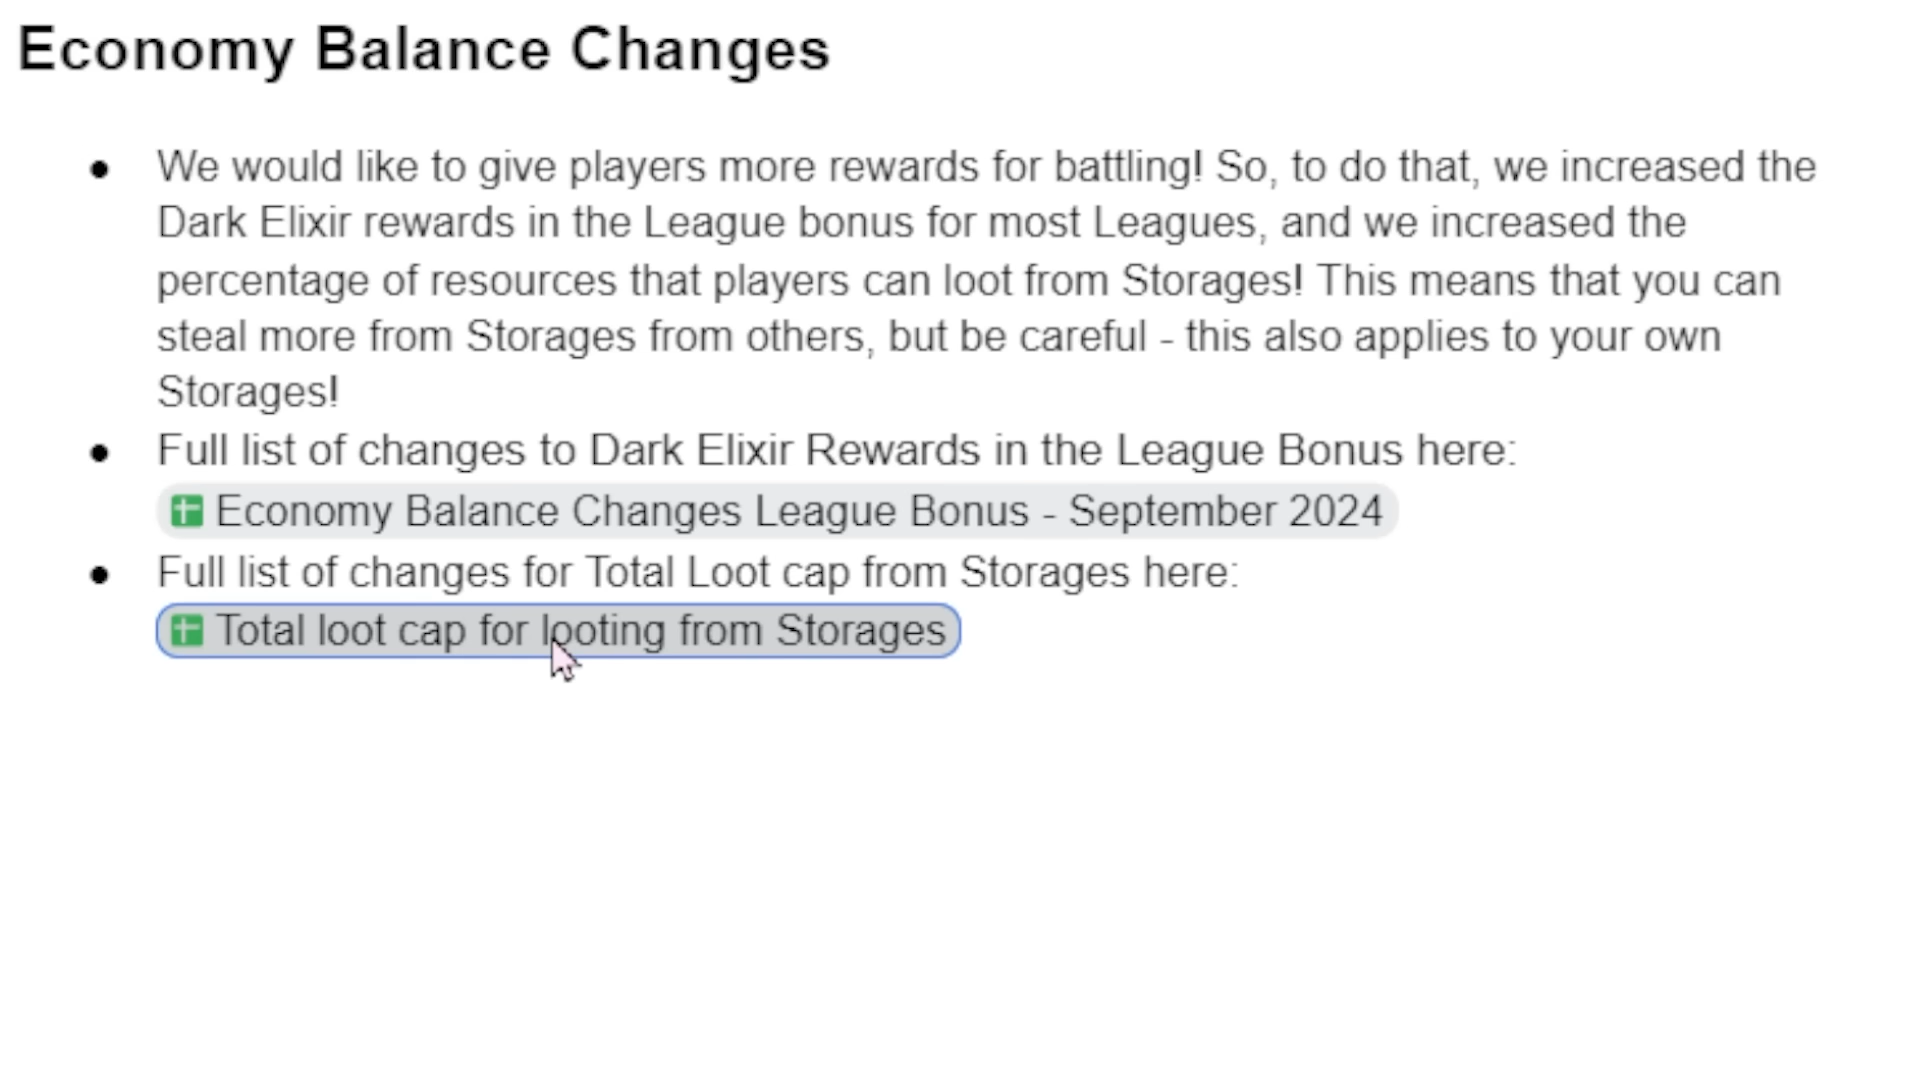 Economy Balance Changes
● We would like to give players more rewards for battling! So, to do that, we increased the
Dark Elixir rewards in the League bonus for most Leagues, and we increased the
percentage of resources that players can loot from Storages! This means that you can
steal more from Storages from others, but be careful - this also applies to your own
Storages!
● Full list of changes to Dark Elixir Rewards in the League Bonus here:
Economy Balance Changes League Bonus - September 2024
● Full list of changes for Total Loot cap from Storages here:
Total loot cap for looting from Storages